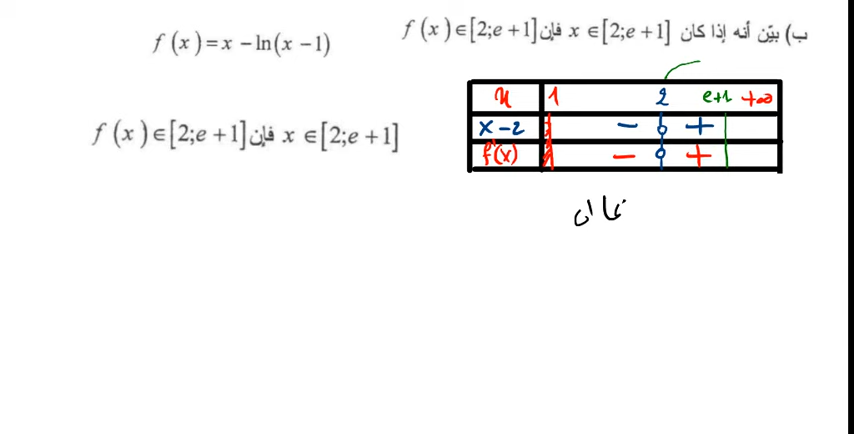 ب) بيّن أنه إذا كان x ∈ [2;e+1] فإن f (x) ∈ [2;e+1]
f (x) = x − ln(x −1)
x 1 2 e+1 +∞
x−2 − 0 +
f'(x) − 0 +
f (x) ∈ [2;e+1] فإن x ∈ [2;e+1]